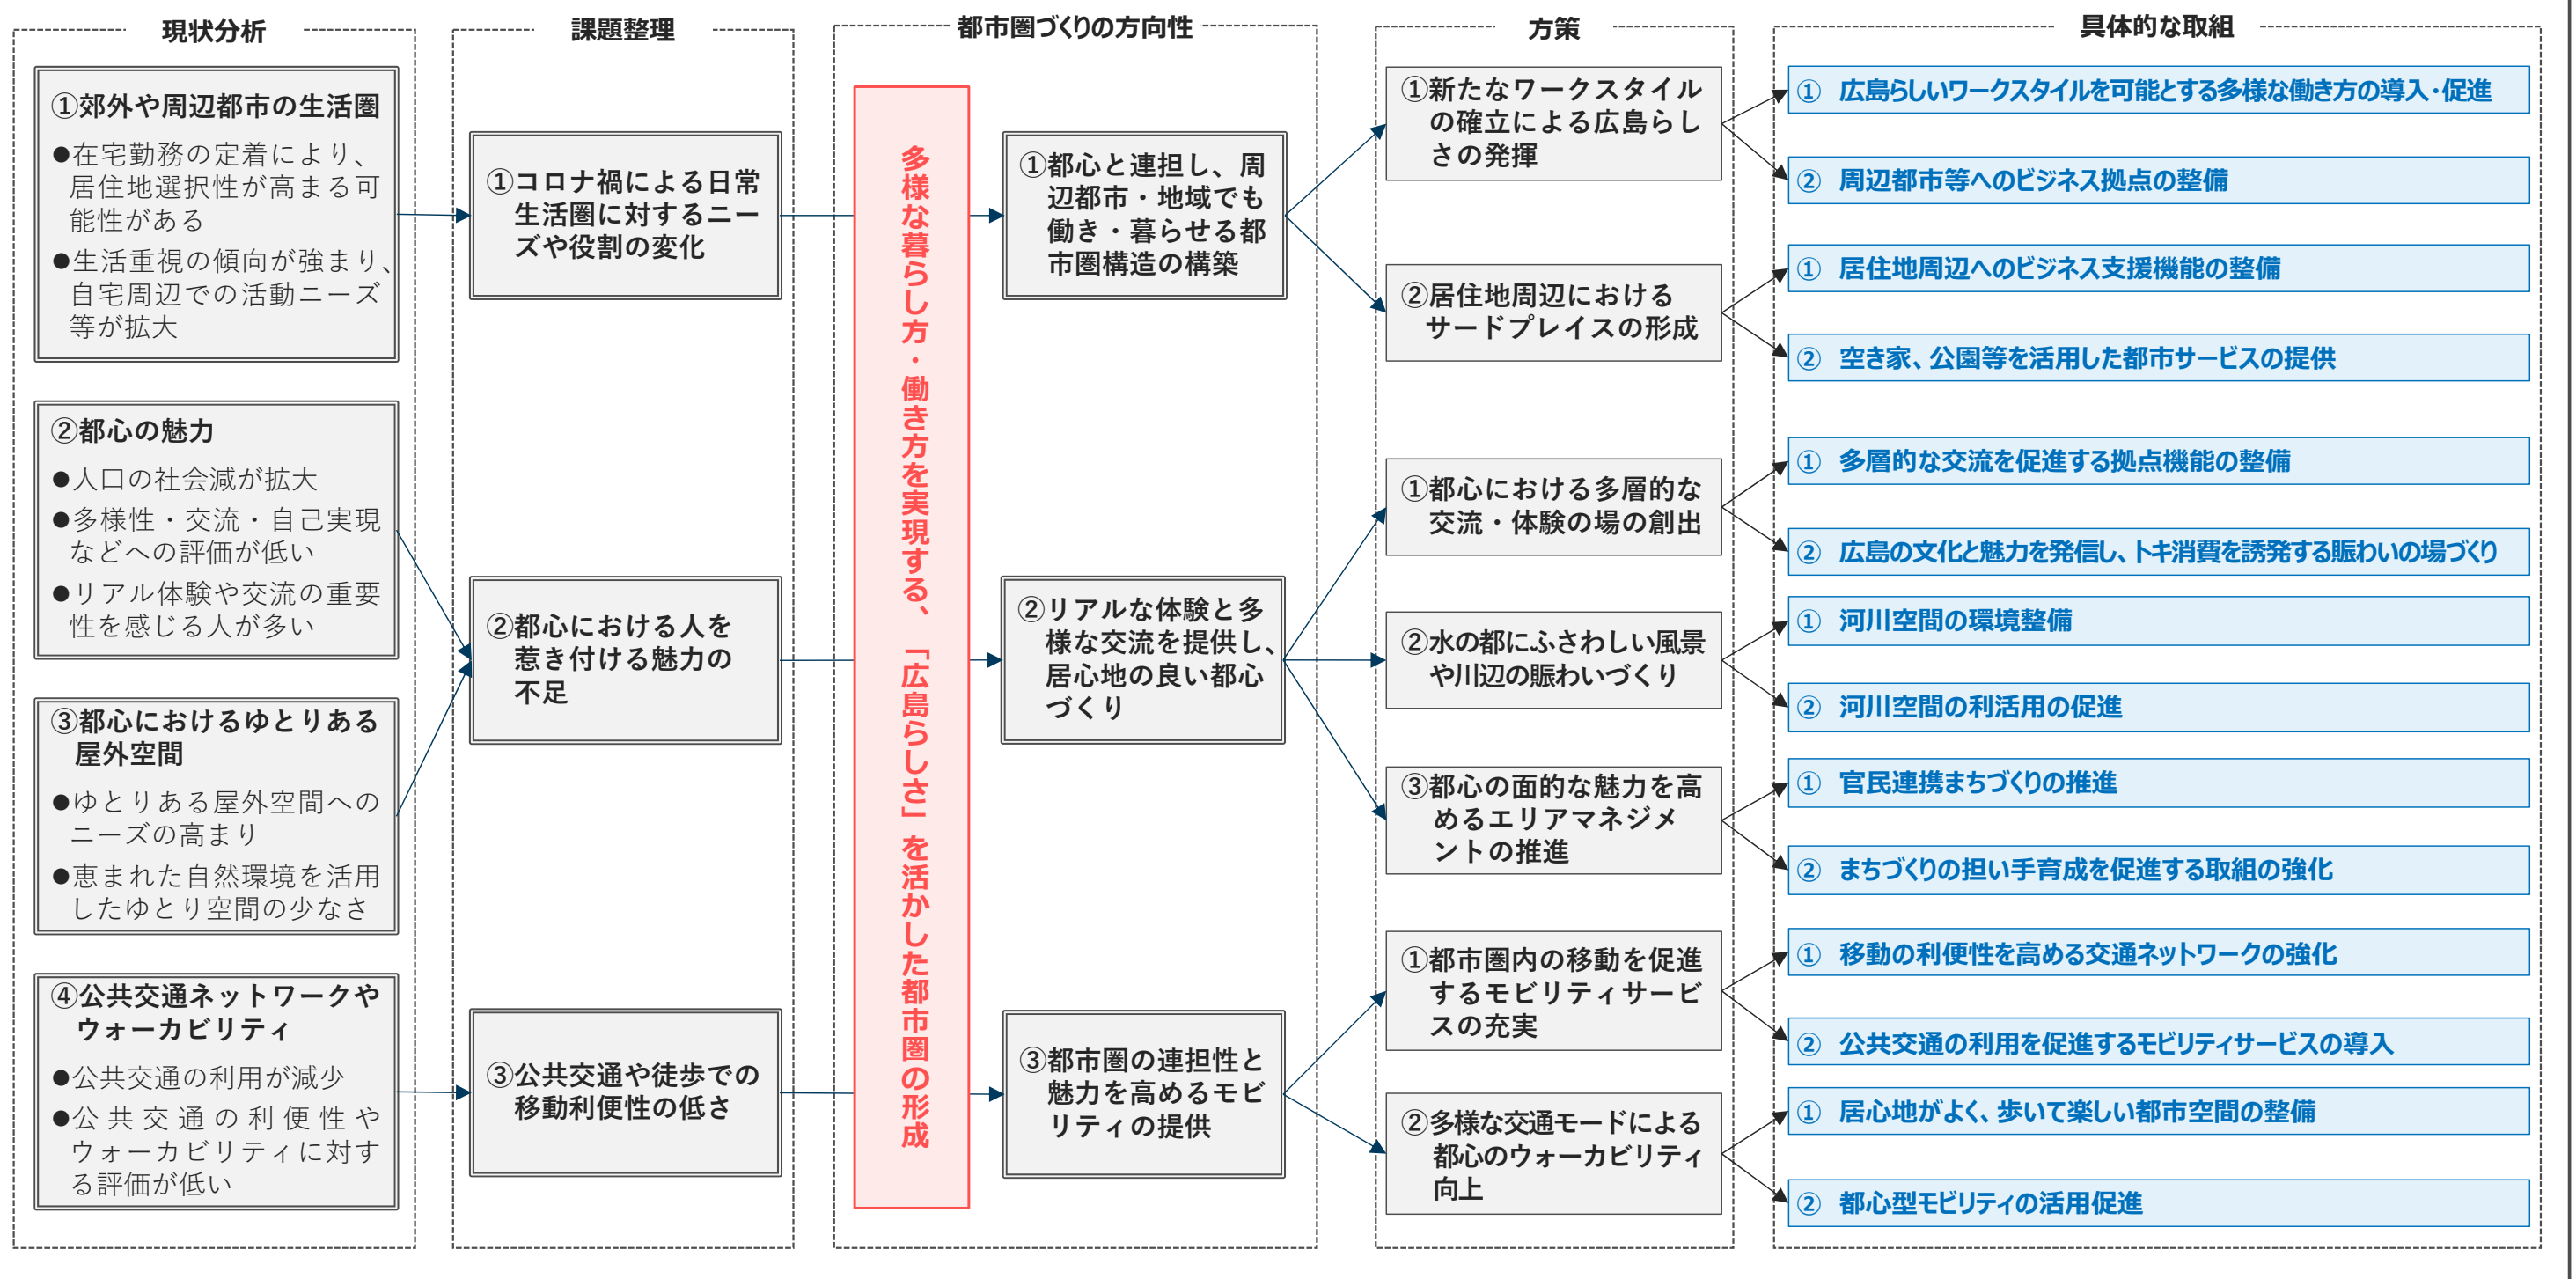 現状分析
①郊外や周辺都市の生活圏
●在宅勤務の定着により、
居住地選択性が高まる可
能性がある
●生活重視の傾向が強まり、
自宅周辺での活動ニーズ
等が拡大
②都心の魅力
●人口の社会減が拡大
●多様性・交流・自己実現
などへの評価が低い
●リアル体験や交流の重要
性を感じる人が多い
③都心におけるゆとりある
屋外空間
●ゆとりある屋外空間への
ニーズの高まり
●恵まれた自然環境を活用
したゆとり空間の少なさ
④公共交通ネットワークや
ウォーカビリティ
●公共交通の利用が減少
●公共交通の利便性や
ウォーカビリティに対す
る評価が低い
課題整理
①コロナ禍による日常
生活圏に対するニー
ズや役割の変化
②都心における人を
惹き付ける魅力の
不足
③公共交通や徒歩での
移動利便性の低さ
都市圏づくりの方向性
多様な暮らし方・働き方を実現する、「広島らしさ」を活かした都市圏の形成
①都心と連担し、周
辺都市・地域でも
働き・暮らせる都
市圏構造の構築
②リアルな体験と多
様な交流を提供し、
居心地の良い都心
づくり
③都市圏の連担性と
魅力を高めるモビ
リティの提供
方策
①新たなワークスタイル
の確立による広島らし
さの発揮
②居住地周辺における
サードプレイスの形成
①都心における多層的な
交流・体験の場の創出
②水の都にふさわしい風景
や川辺の賑わいづくり
③都心の面的な魅力を高
めるエリアマネジメ
ントの推進
①都市圏内の移動を促進
するモビリティサービ
スの充実
②多様な交通モードによる
都心のウォーカビリティ
向上
具体的な取組
① 広島らしいワークスタイルを可能とする多様な働き方の導入・促進
② 周辺都市等へのビジネス拠点の整備
① 居住地周辺へのビジネス支援機能の整備
② 空き家、公園等を活用した都市サービスの提供
① 多層的な交流を促進する拠点機能の整備
② 広島の文化と魅力を発信し、トキ消費を誘発する賑わいの場づくり
① 河川空間の環境整備
② 河川空間の利活用の促進
① 官民連携まちづくりの推進
② まちづくりの担い手育成を促進する取組の強化
① 移動の利便性を高める交通ネットワークの強化
② 公共交通の利用を促進するモビリティサービスの導入
① 居心地がよく、歩いて楽しい都市空間の整備
② 都心型モビリティの活用促進